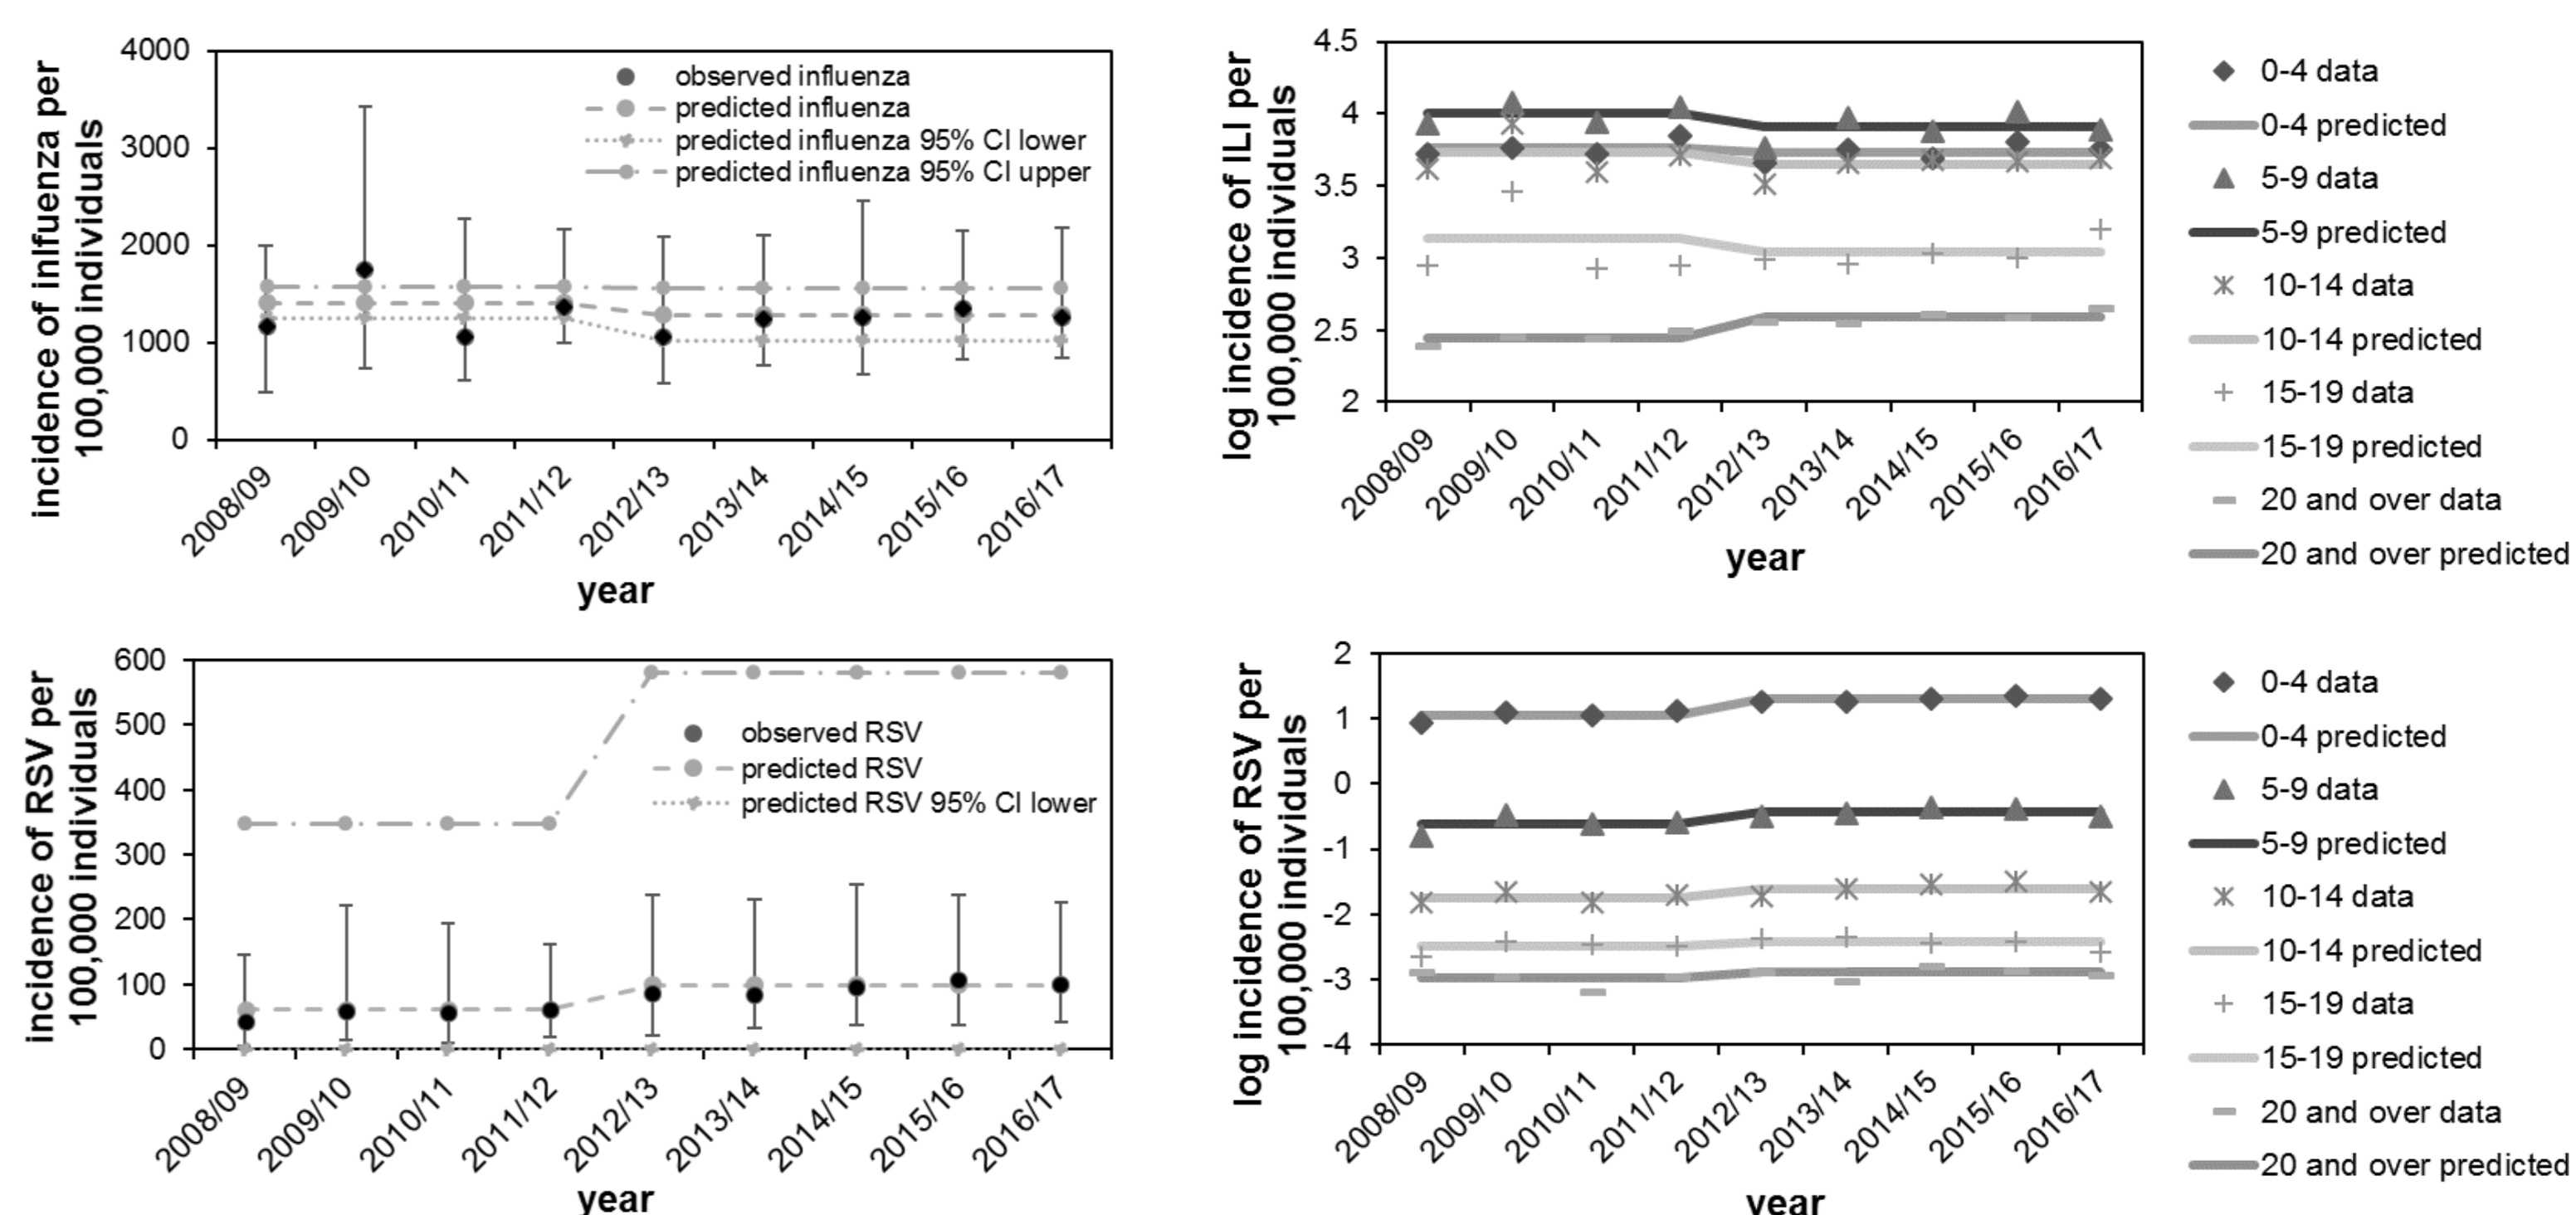 incidence of inlfuenza per
100,000 individuals
4000
3000
2000
1000
0
observed influenza
predicted influenza
predicted influenza 95% CI lower
predicted influenza 95% CI upper
2008/09
2009/10
2010/11
2011/12
2012/13
2013/14
2014/15
2015/16
2016/17
year
log incidence of ILI per
100,000 individuals
4.5
4
3.5
3
2.5
2
2008/09
2009/10
2010/11
2011/12
2012/13
2013/14
2014/15
2015/16
2016/17
year
0-4 data
0-4 predicted
5-9 data
5-9 predicted
10-14 data
10-14 predicted
15-19 data
15-19 predicted
20 and over data
20 and over predicted
incidence of RSV per
100,000 individuals
600
500
400
300
200
100
0
observed RSV
predicted RSV
predicted RSV 95% CI lower
2008/09
2009/10
2010/11
2011/12
2012/13
2013/14
2014/15
2015/16
2016/17
year
log incidence of RSV per
100,000 individuals
2
1
0
-1
-2
-3
-4
2008/09
2009/10
2010/11
2011/12
2012/13
2013/14
2014/15
2015/16
2016/17
year
0-4 data
0-4 predicted
5-9 data
5-9 predicted
10-14 data
10-14 predicted
15-19 data
15-19 predicted
20 and over data
20 and over predicted